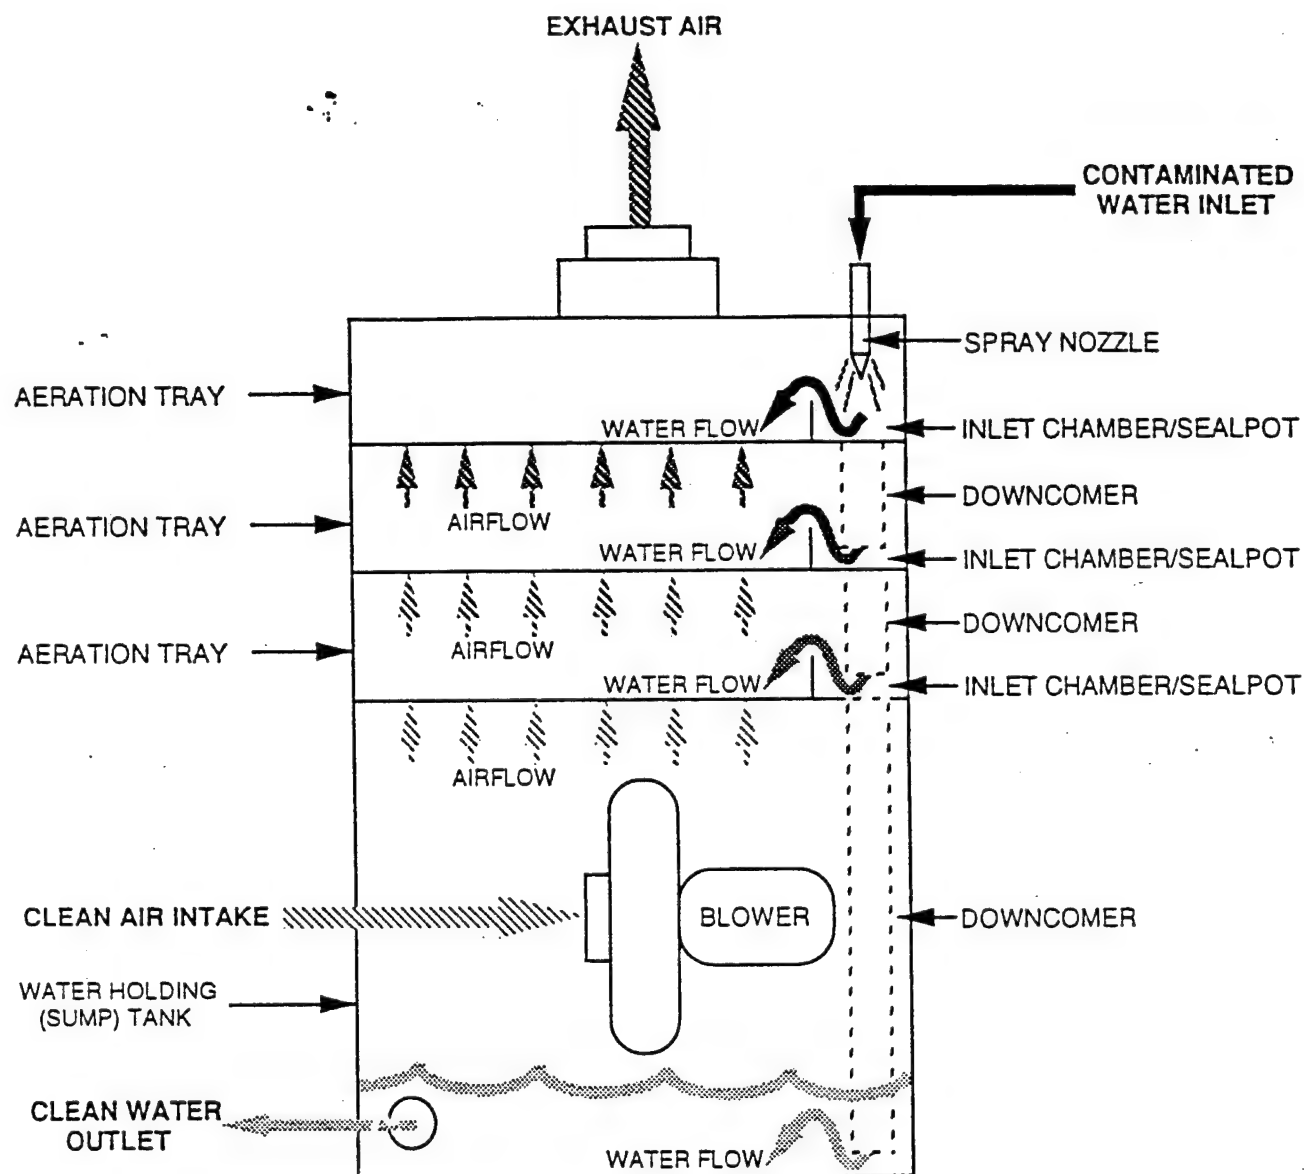 EXHAUST AIR
CONTAMINATED
WATER INLET
SPRAY NOZZLE
AERATION TRAY
WATER FLOW
INLET CHAMBER/SEALPOT
DOWNCOMER
AERATION TRAY
AIRFLOW
WATER FLOW
INLET CHAMBER/SEALPOT
DOWNCOMER
AERATION TRAY
AIRFLOW
WATER FLOW
INLET CHAMBER/SEALPOT
AIRFLOW
CLEAN AIR INTAKE
BLOWER
DOWNCOMER
WATER HOLDING
(SUMP) TANK
CLEAN WATER
OUTLET
WATER FLOW